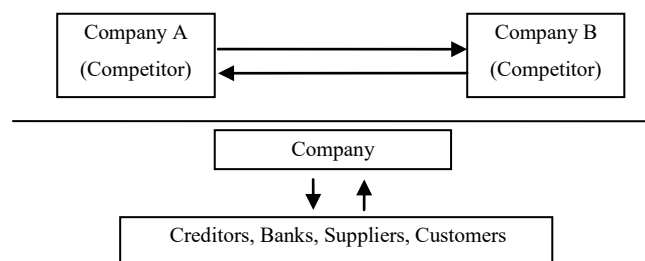 Company A
(Competitor)
Company B
(Competitor)
Company
Creditors, Banks, Suppliers, Customers